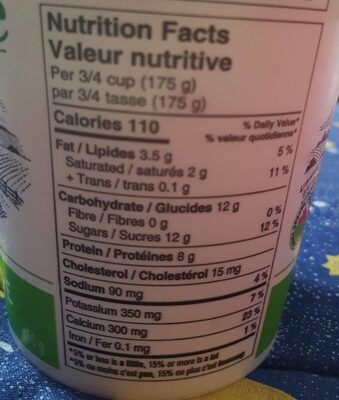 e
Nutrition Facts
Valeur nutritive
Per 3/4 cup (175 g)
par 3/4 tasse (175 g)
Calories 110 % Daily Value*
% valeur quotidienne*
Fat / Lipides 3.5 g 5 %
Saturated / saturés 2 g 11 %
+ Trans / trans 0.1 g
Carbohydrate / Glucides 12 g
Fibre / Fibres 0 g 0 %
Sugars / Sucres 12 g 12 %
Protein / Protéines 8 g
Cholesterol / Cholestérol 15 mg
Sodium 90 mg 4 %
Potassium 350 mg 7 %
Calcium 300 mg 23 %
Iron / Fer 0.1 mg 1 %
*5% or less is a little, 15% or more is a lot
*5% ou moins c'est peu, 15% ou plus c'est beaucoup